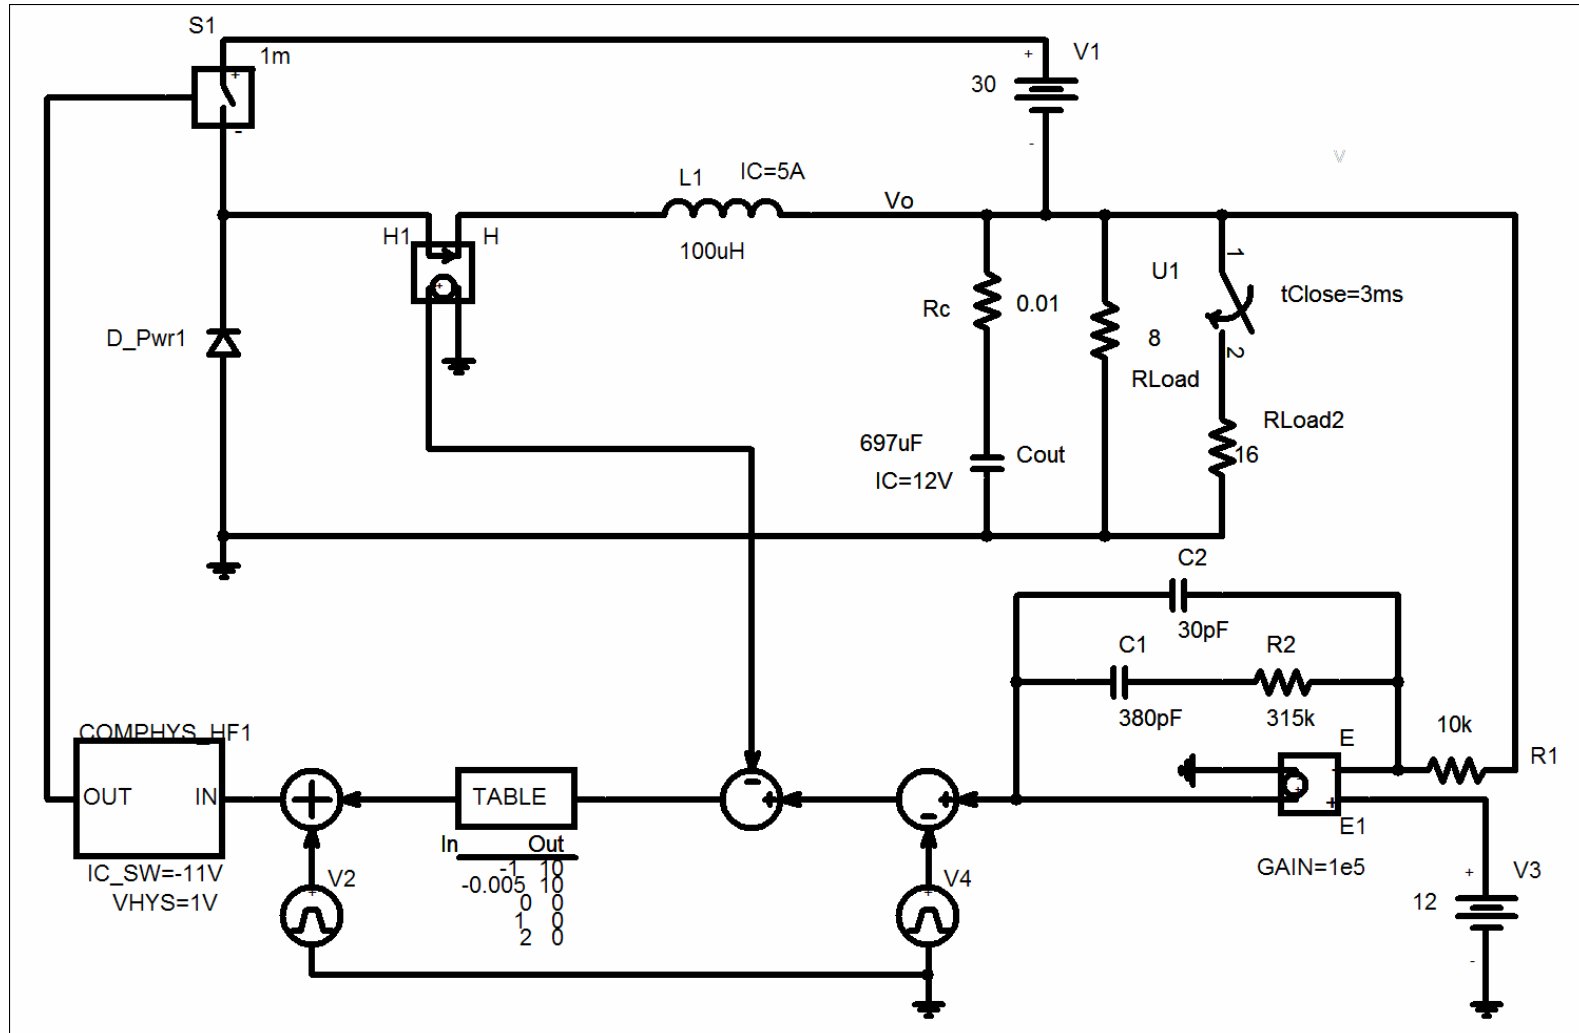 S1
1m
+
-
+
V1
30
-
V
L1
IC=5A
Vo
H1
H
100uH
+
1
U1
tClose=3ms
Rc
0.01
D_Pwr1
8
2
RLoad
RLoad2
697uF
Cout
16
IC=12V
C2
30pF
C1
R2
380pF
315k
COMPHYS_HF1
10k
E
R1
-
-
OUT
IN
TABLE
+
+
-
+
+
E1
In
Out
-1 10
-0.005 10
0 0
1 0
2 0
GAIN=1e5
IC_SW=-11V
VHYS=1V
V2
+
V4
+
+
V3
12
-